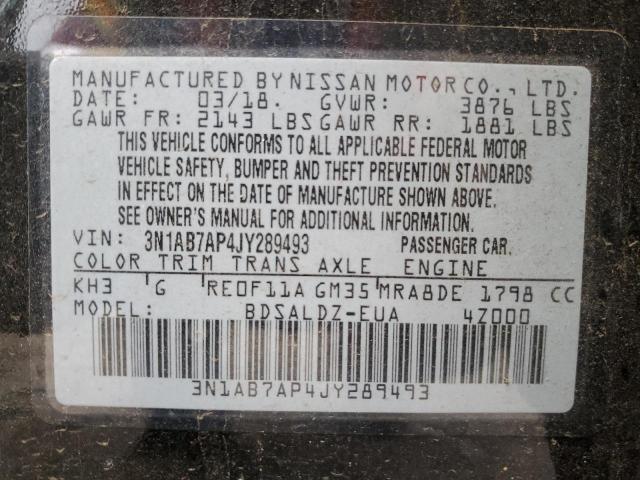 MANUFACTURED BY NISSAN MOTOR CO., LTD.
DATE: 03/18. GVWR: 3876 LBS
GAWR FR: 2143 LBS GAWR RR: 1881 LBS
THIS VEHICLE CONFORMS TO ALL APPLICABLE FEDERAL MOTOR
VEHICLE SAFETY, BUMPER AND THEFT PREVENTION STANDARDS
IN EFFECT ON THE DATE OF MANUFACTURE SHOWN ABOVE.
SEE OWNER'S MANUAL FOR ADDITIONAL INFORMATION.
VIN: 3N1AB7AP4JY289493 PASSENGER CAR.
COLOR TRIM TRANS AXLE ENGINE
KH3 G RE0F11A GM35 MRA8DE 1798 CC
MODEL: BDSALDZ-EUA 4Z000
3N1AB7AP4JY289493